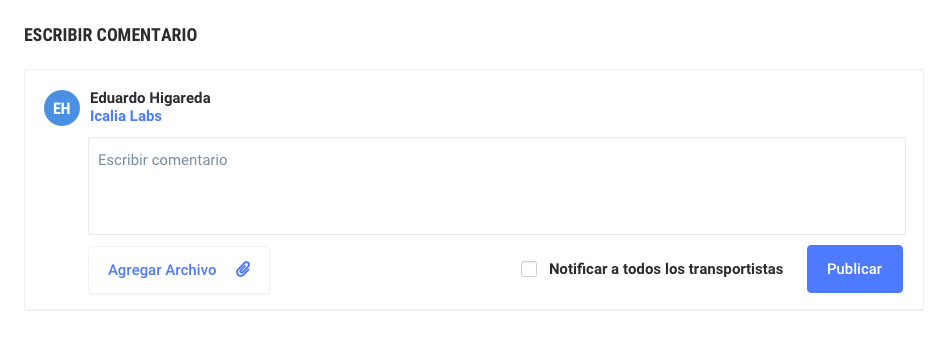 ESCRIBIR COMENTARIO
EH
Eduardo Higareda
Icalia Labs
Escribir comentario
Agregar Archivo
Notificar a todos los transportistas
Publicar